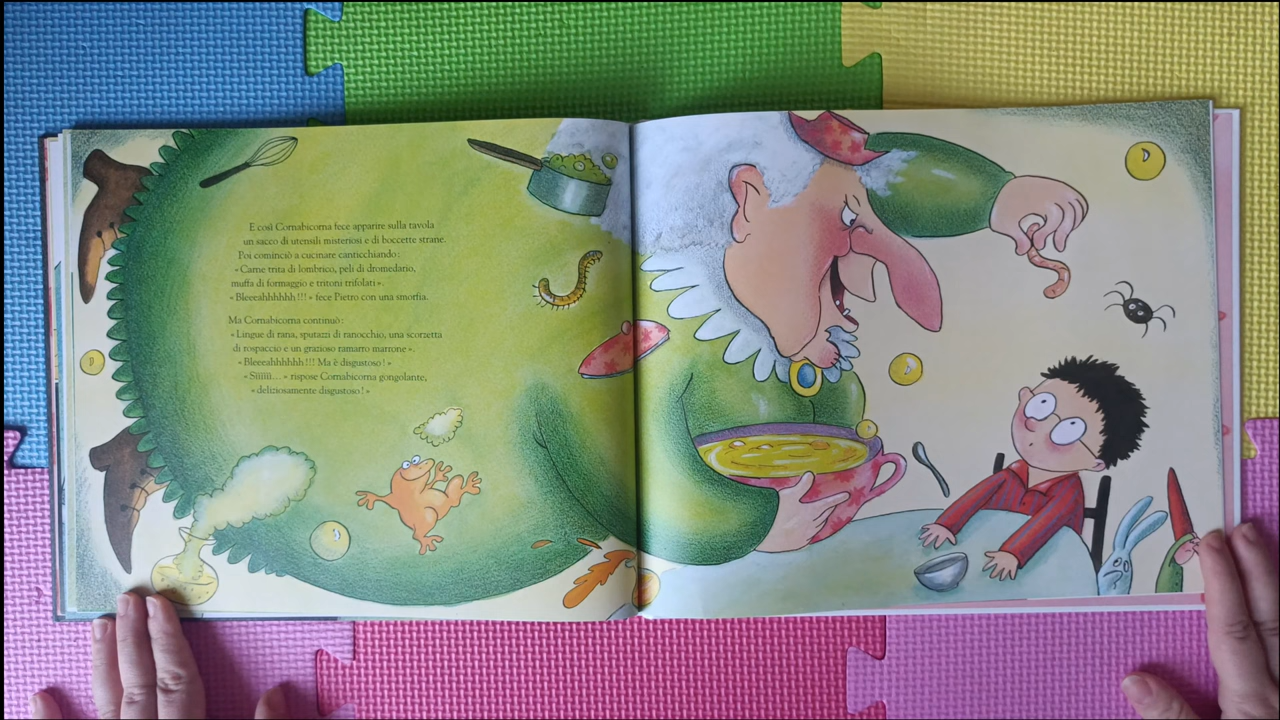 E così Cornabicorna fece apparire sulla tavola
un sacco di utensili misteriosi e di boccette strane.
Poi cominciò a cucinare canticchiando :
« Carne trita di lombrico, peli di dromedario,
muffa di formaggio e tritoni trifolati ».
« Bleeeahhhhhh !!! » fece Pietro con una smorfia.
Ma Cornabicorna continuò :
« Lingue di rana, sputazzi di ranocchio, una scorzetta
di rospaccio e un grazioso ramarro marrone ».
« Bleeeahhhhhh !!! Ma è disgustoso ! »
« Sìììììì... » rispose Cornabicorna gongolante,
« deliziosamente disgustoso ! »